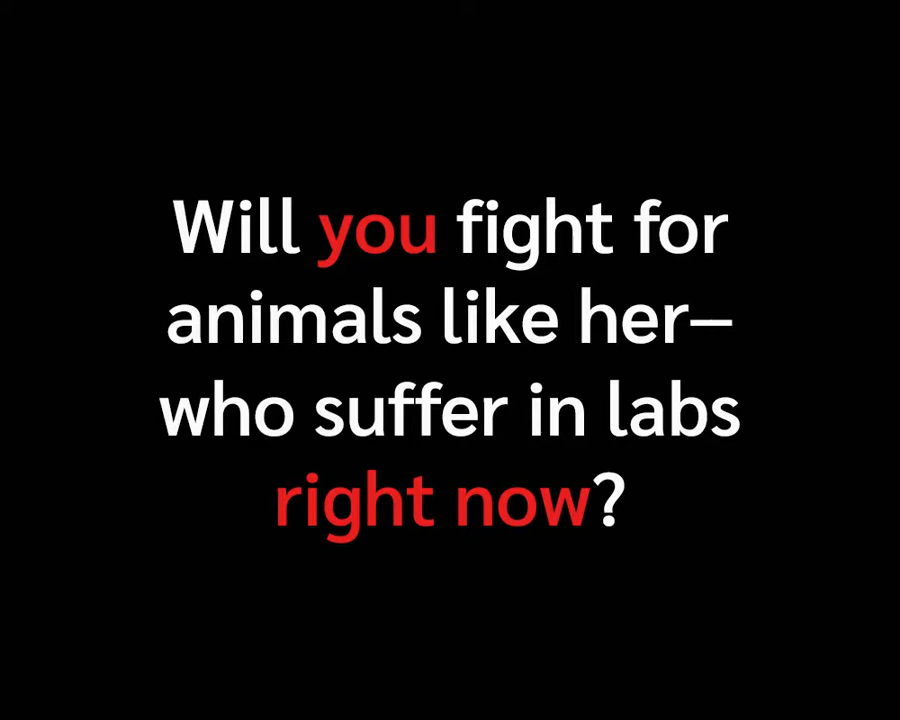 Will you fight for
animals like her—
who suffer in labs
right now?